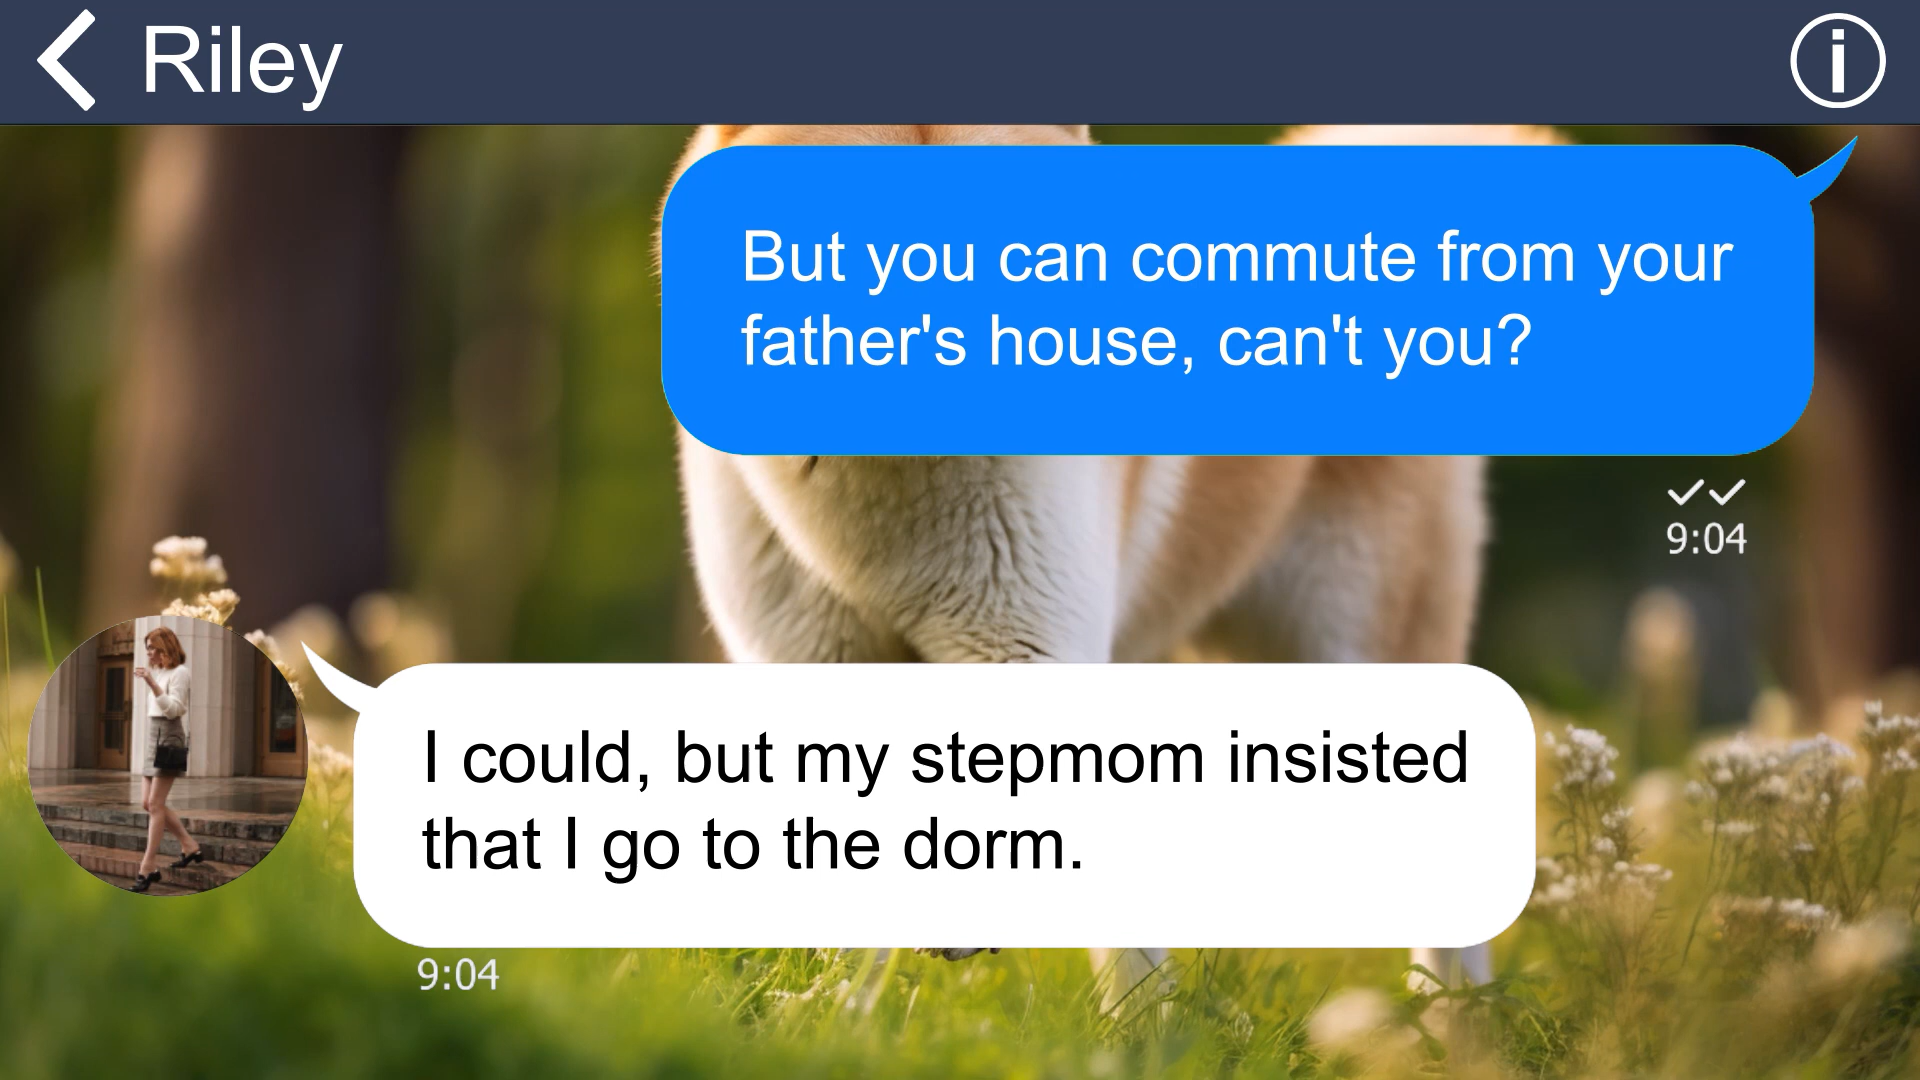 Riley
But you can commute from your
father's house, can't you?
9:04
I could, but my stepmom insisted
that I go to the dorm.
9:04